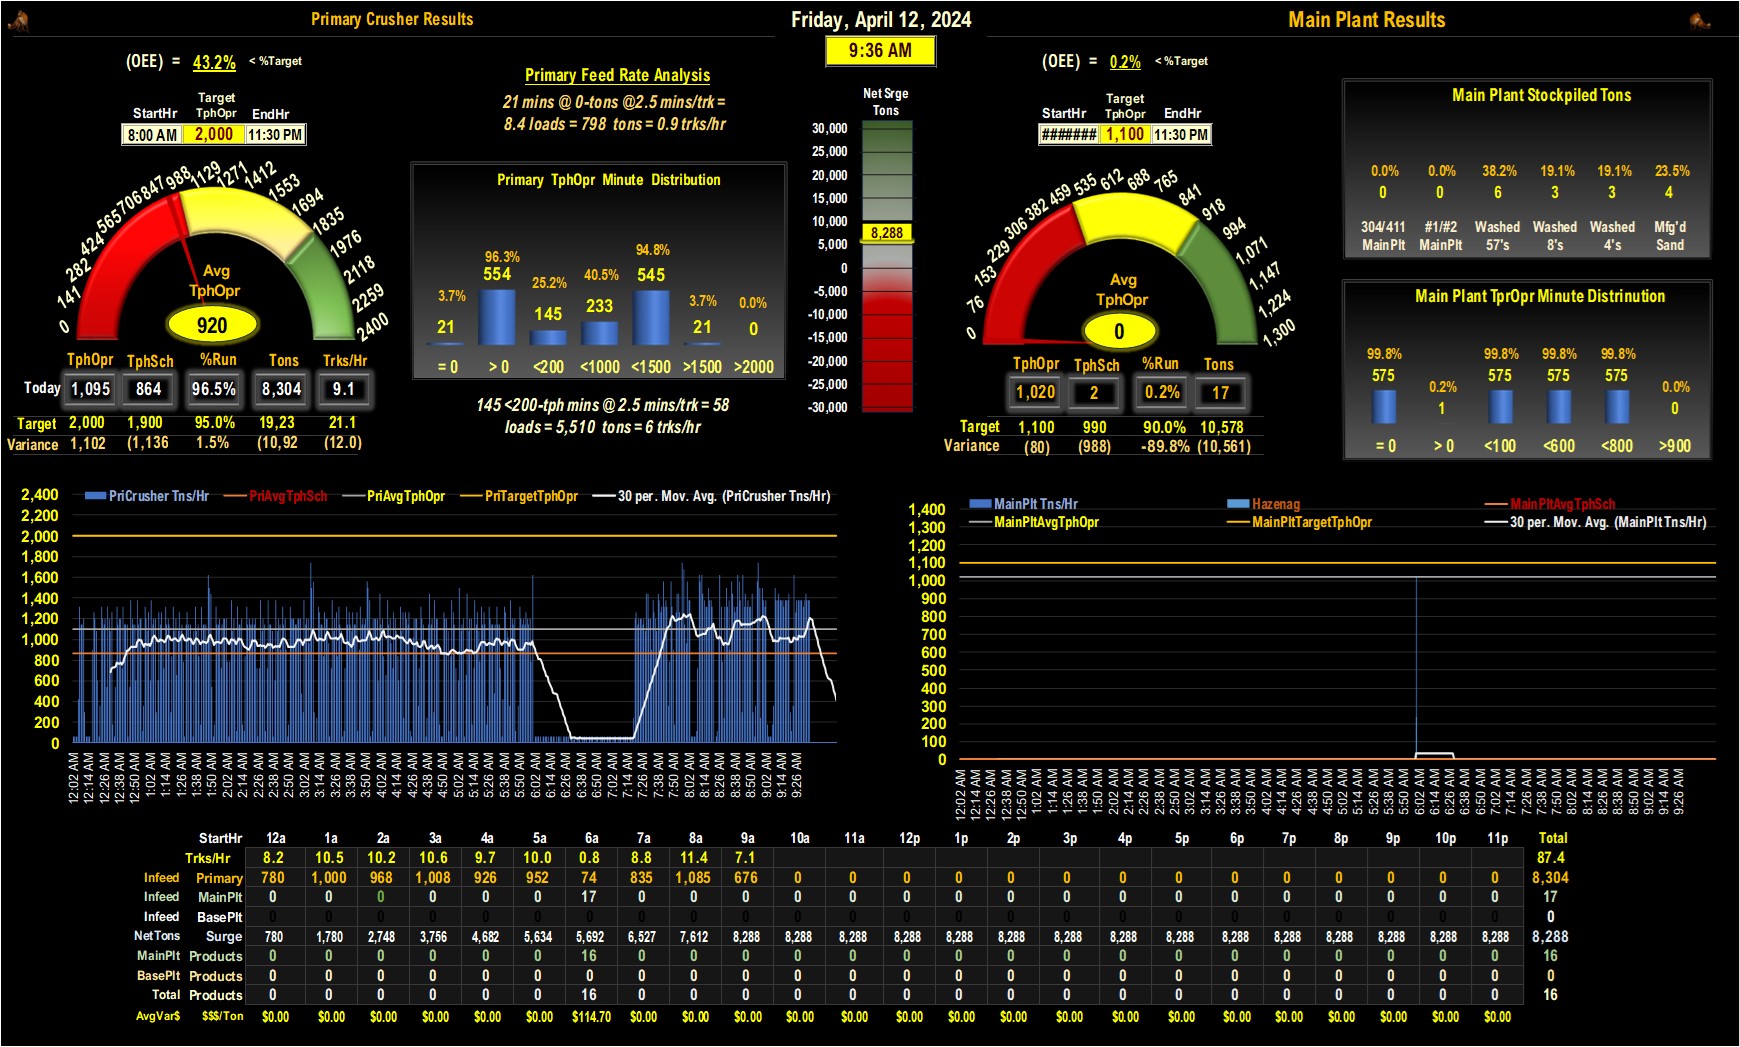 Primary Crusher Results
Friday, April 12, 2024
Main Plant Results
9:36 AM
(OEE) = 43.2% < %Target
StartHr Target TphOpr EndHr
8:00 AM 2,000 11:30 PM
0 141 282 424 565 706 847 988 1129 1271 1412 1553 1694 1835 1976 2118 2259 2400
Avg
TphOpr
920
TphOpr TphSch %Run Tons Trks/Hr
Today 1,095 864 96.5% 8,304 9.1
Target 2,000 1,900 95.0% 19,23 21.1
Variance 1,102 (1,136 1.5% (10,92 (12.0)
Primary Feed Rate Analysis
21 mins @ 0-tons @2.5 mins/trk =
8.4 loads = 798 tons = 0.9 trks/hr
Primary TphOpr Minute Distribution
3.7% 96.3% 25.2% 40.5% 94.8% 3.7% 0.0%
21 554 145 233 545 21 0
= 0 > 0 <200 <1000 <1500 >1500 >2000
145 <200-tph mins @ 2.5 mins/trk = 58
loads = 5,510 tons = 6 trks/hr
Net Srge
Tons
30,000
25,000
20,000
15,000
10,000
8,288
5,000
0
-5,000
-10,000
-15,000
-20,000
-25,000
-30,000
(OEE) = 0.2% < %Target
StartHr Target TphOpr EndHr
####### 1,100 11:30 PM
0 76 153 229 306 382 459 535 612 688 765 841 918 994 1,071 1,147 1,224 1,300
Avg
TphOpr
0
TphOpr TphSch %Run Tons
1,020 2 0.2% 17
Target 1,100 990 90.0% 10,578
Variance (80) (988) -89.8% (10,561)
Main Plant Stockpiled Tons
0.0% 0.0% 38.2% 19.1% 19.1% 23.5%
0 0 6 3 3 4
304/411 #1/#2 Washed Washed Washed Mfg'd
MainPlt MainPlt 57's 8's 4's Sand
Main Plant TprOpr Minute Distrinution
99.8% 0.2% 99.8% 99.8% 99.8% 0.0%
575 1 575 575 575 0
= 0 > 0 <100 <600 <800 >900
PriCrusher Tns/Hr PriAvgTphSch PriAvgTphOpr PriTargetTphOpr 30 per. Mov. Avg. (PriCrusher Tns/Hr)
2,400
2,200
2,000
1,800
1,600
1,400
1,200
1,000
800
600
400
200
0
12:02 AM 12:14 AM 12:26 AM 12:38 AM 12:50 AM 1:02 AM 1:14 AM 1:26 AM 1:38 AM 1:50 AM 2:02 AM 2:14 AM 2:26 AM 2:38 AM 2:50 AM 3:02 AM 3:14 AM 3:26 AM 3:38 AM 3:50 AM 4:02 AM 4:14 AM 4:26 AM 4:38 AM 4:50 AM 5:02 AM 5:14 AM 5:26 AM 5:38 AM 5:50 AM 6:02 AM 6:14 AM 6:26 AM 6:38 AM 6:50 AM 7:02 AM 7:14 AM 7:26 AM 7:38 AM 7:50 AM 8:02 AM 8:14 AM 8:26 AM 8:38 AM 8:50 AM 9:02 AM 9:14 AM 9:26 AM
MainPlt Tns/Hr Hazenag MainPltAvgTphSch
MainPltAvgTphOpr MainPltTargetTphOpr 30 per. Mov. Avg. (MainPlt Tns/Hr)
1,400
1,300
1,200
1,100
1,000
900
800
700
600
500
400
300
200
100
0
12:02 AM 12:14 AM 12:26 AM 12:38 AM 12:50 AM 1:02 AM 1:14 AM 1:26 AM 1:38 AM 1:50 AM 2:02 AM 2:14 AM 2:26 AM 2:38 AM 2:50 AM 3:02 AM 3:14 AM 3:26 AM 3:38 AM 3:50 AM 4:02 AM 4:14 AM 4:26 AM 4:38 AM 4:50 AM 5:02 AM 5:14 AM 5:26 AM 5:38 AM 5:50 AM 6:02 AM 6:14 AM 6:26 AM 6:38 AM 6:50 AM 7:02 AM 7:14 AM 7:26 AM 7:38 AM 7:50 AM 8:02 AM 8:14 AM 8:26 AM 8:38 AM 8:50 AM 9:02 AM 9:14 AM 9:26 AM
StartHr 12a 1a 2a 3a 4a 5a 6a 7a 8a 9a 10a 11a 12p 1p 2p 3p 4p 5p 6p 7p 8p 9p 10p 11p Total
Trks/Hr 8.2 10.5 10.2 10.6 9.7 10.0 0.8 8.8 11.4 7.1 87.4
Infeed Primary 780 1,000 968 1,008 926 952 74 835 1,085 676 0 0 0 0 0 0 0 0 0 0 0 0 0 0 8,304
Infeed MainPlt 0 0 0 0 0 0 17 0 0 0 0 0 0 0 0 0 0 0 0 0 0 0 0 0 17
Infeed BasePlt 0 0 0 0 0 0 0 0 0 0 0 0 0 0 0 0 0 0 0 0 0 0 0 0 0
NetTons Surge 780 1,780 2,748 3,756 4,682 5,634 5,692 6,527 7,612 8,288 8,288 8,288 8,288 8,288 8,288 8,288 8,288 8,288 8,288 8,288 8,288 8,288 8,288 8,288 8,288
MainPlt Products 0 0 0 0 0 0 16 0 0 0 0 0 0 0 0 0 0 0 0 0 0 0 0 0 16
BasePlt Products 0 0 0 0 0 0 0 0 0 0 0 0 0 0 0 0 0 0 0 0 0 0 0 0 0
Total Products 0 0 0 0 0 0 16 0 0 0 0 0 0 0 0 0 0 0 0 0 0 0 0 0 16
AvgVar$ $$$/Ton $0.00 $0.00 $0.00 $0.00 $0.00 $0.00 $114.70 $0.00 $0.00 $0.00 $0.00 $0.00 $0.00 $0.00 $0.00 $0.00 $0.00 $0.00 $0.00 $0.00 $0.00 $0.00 $0.00 $0.00